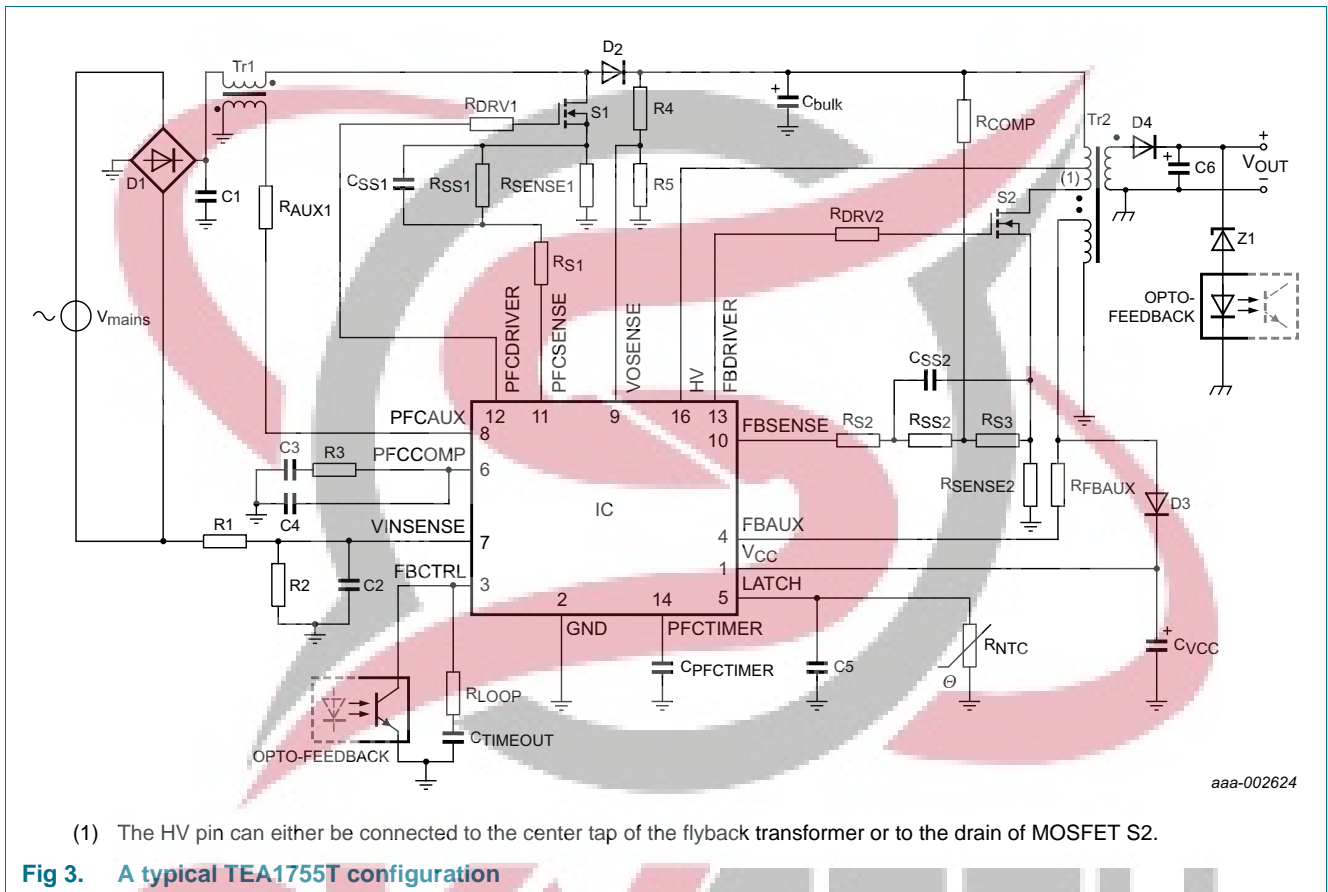 D2
Tr1
RDRV1
S1
R4
+
Cbulk
RCOMP
Tr2
D4
+
+
C6
VOUT
−
D1
C1
RAUX1
CSS1
RSS1
RSENSE1
R5
(1)
S2
RDRV2
Z1
RS1
OPTO-
FEEDBACK
~
Vmains
PFCDRIVER
PFCSENSE
VOSENSE
HV
FBDRIVER
CSS2
12
11
9
16
13
PFCAUX
8
10
FBSENSE
RS2
RSS2
RS3
C3
R3
PFCCOMP
6
C4
IC
RSENSE2
RFBAUX
D3
R1
VINSENSE
7
FBAUX
4
VCC
1
R2
C2
FBCTRL
3
LATCH
5
2
14
GND
PFCTIMER
CPFCTIMER
C5
RNTC
Θ
+
CVCC
RLOOP
CTIMEOUT
OPTO-FEEDBACK
aaa-002624
(1) The HV pin can either be connected to the center tap of the flyback transformer or to the drain of MOSFET S2.
Fig 3. A typical TEA1755T configuration